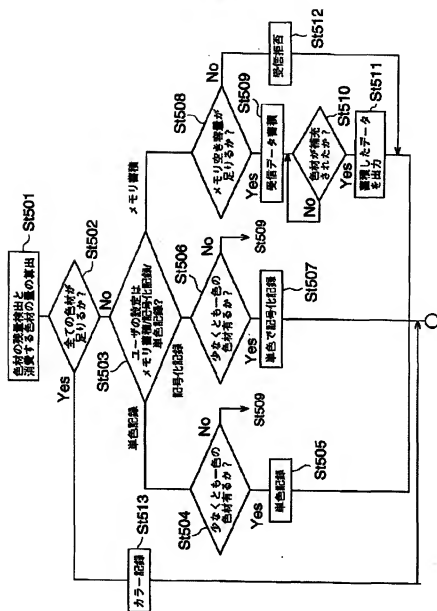 St501
色材の残量検出と
消費する色材の量の算出
St502
全ての色材が
足りるか?
Yes
No
St503
ユーザの設定は
メモリ蓄積/記号化記録/
単色記録?
単色記録
記号化記録
メモリ蓄積
St513
カラー記録
St504
少なくとも一色の
色材有るか?
No
St509
Yes
St505
単色記録
St506
少なくとも一色の
色材有るか?
No
St509
Yes
St507
単色で記号化記録
St508
メモリ空き容量が
足りるか?
No
St512
受信拒否
Yes
St509
受信データ蓄積
St510
色材が補充
されたか?
No
Yes
St511
蓄積したデータ
を出力